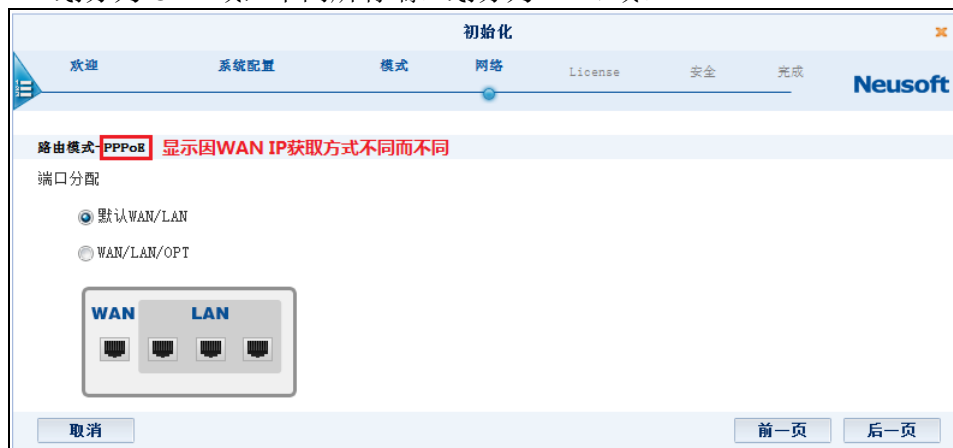 初始化
欢迎 系统配置 模式 网络 License 安全 完成
Neusoft
路由模式-PPPoE 显示因WAN IP获取方式不同而不同
端口分配
默认WAN/LAN
WAN/LAN/OPT
WAN LAN
取消 前一页 后一页